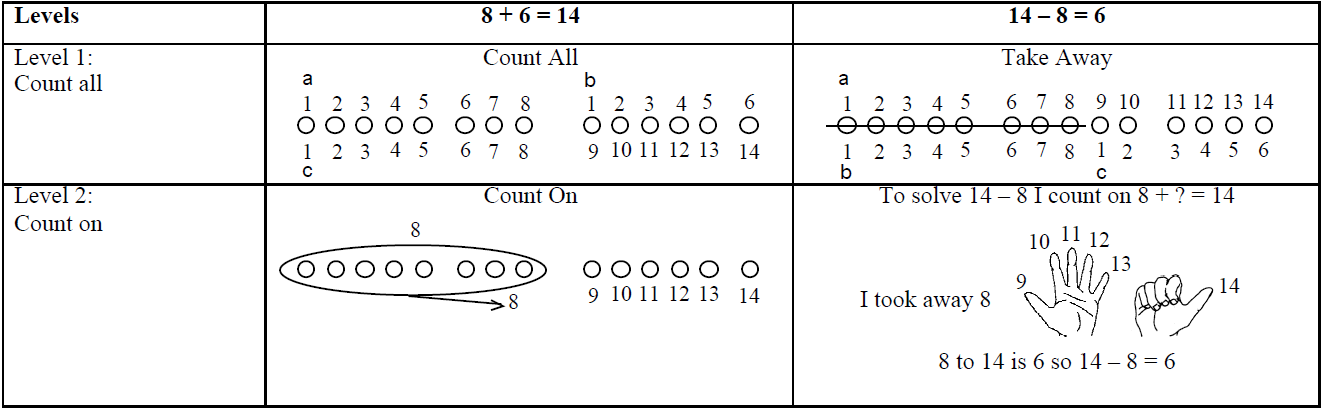 Levels
8 + 6 = 14
14 – 8 = 6
Level 1:
Count all
Count All
a
b
1 2 3 4 5 6 7 8 1 2 3 4 5 6
1 2 3 4 5 6 7 8 9 10 11 12 13 14
c
Take Away
a
1 2 3 4 5 6 7 8 9 10 11 12 13 14
1 2 3 4 5 6 7 8 1 2 3 4 5 6
b
c
Level 2:
Count on
Count On
8
8
9 10 11 12 13 14
To solve 14 – 8 I count on 8 + ? = 14
10 11 12
13
9
14
I took away 8
8 to 14 is 6 so 14 – 8 = 6